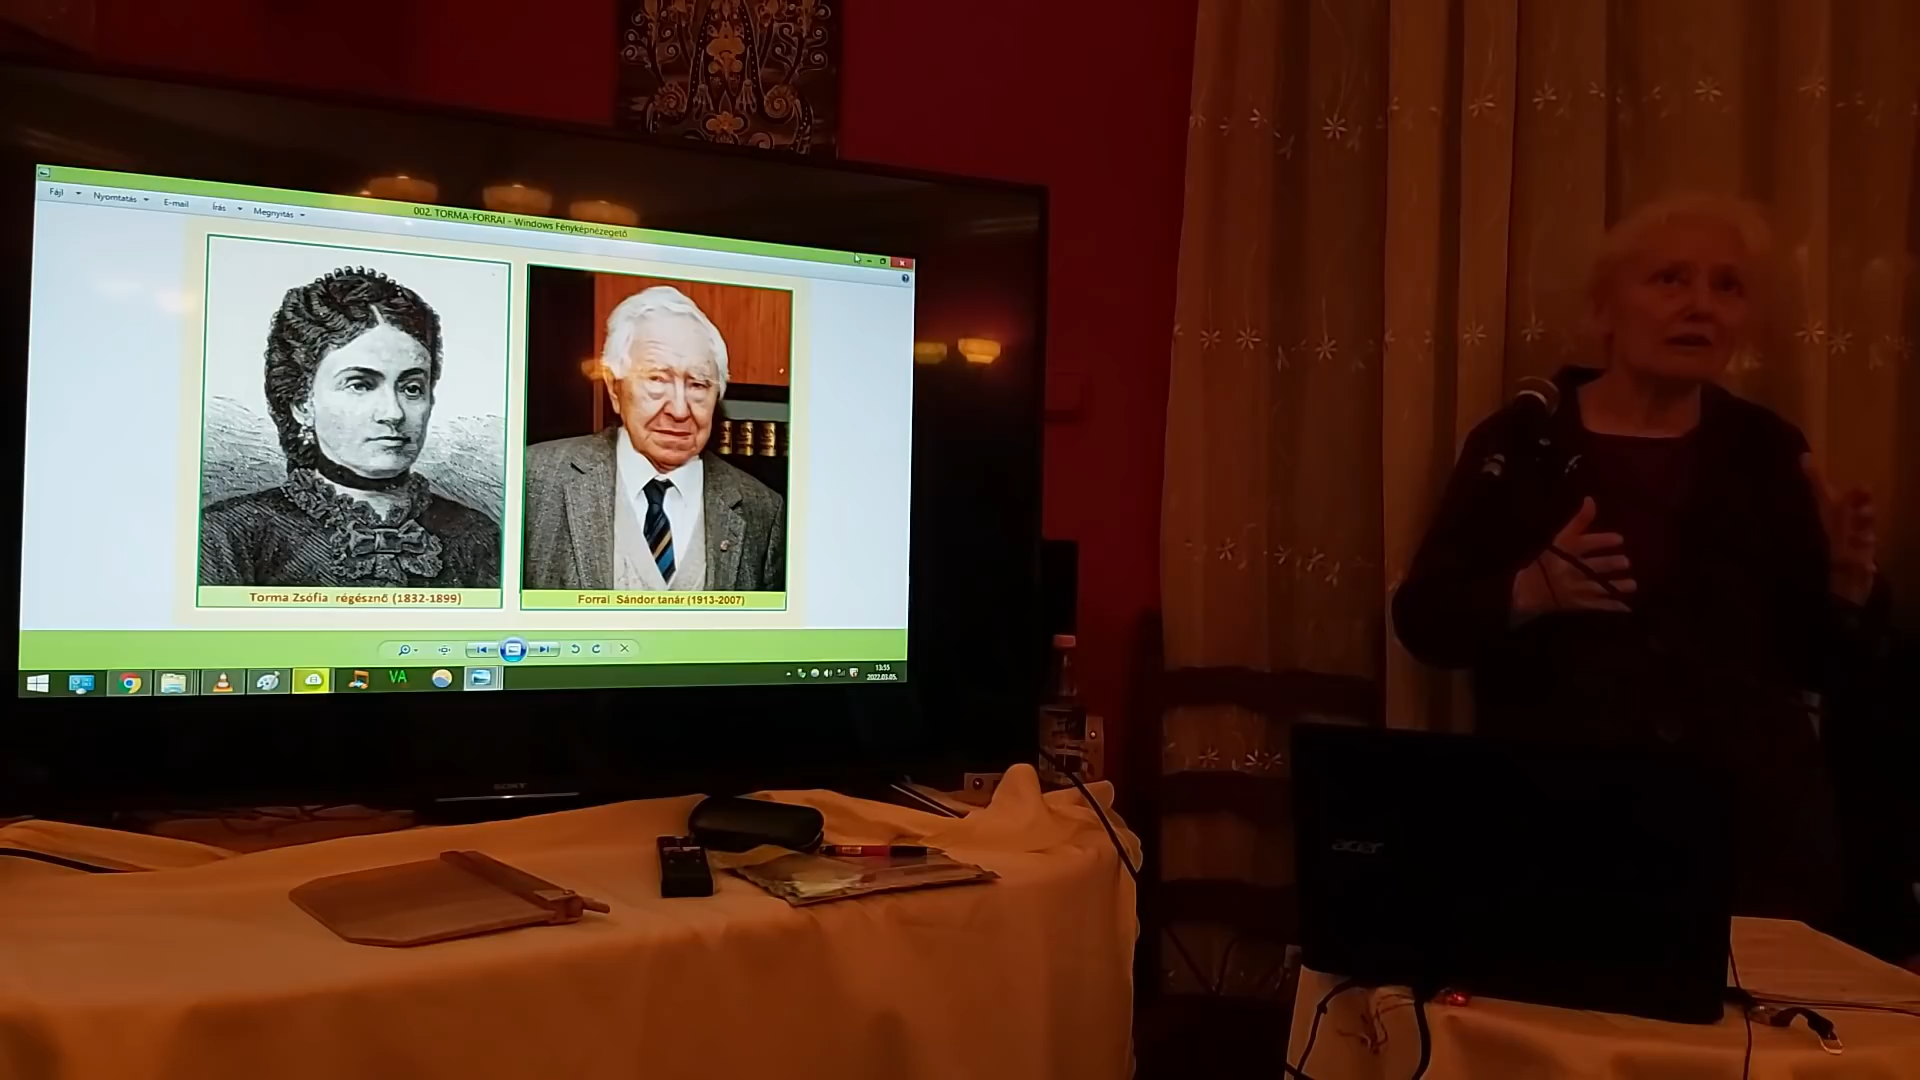 002. TORMA-FORRAI - Windows Fényképnézegető
Fájl Nyomtatás E-mail Írás Megnyitás
Torma Zsófia régésznő (1832-1899)
Forrai Sándor tanár (1913-2007)
VA
13:55
2022.03.05.
SONY
acer